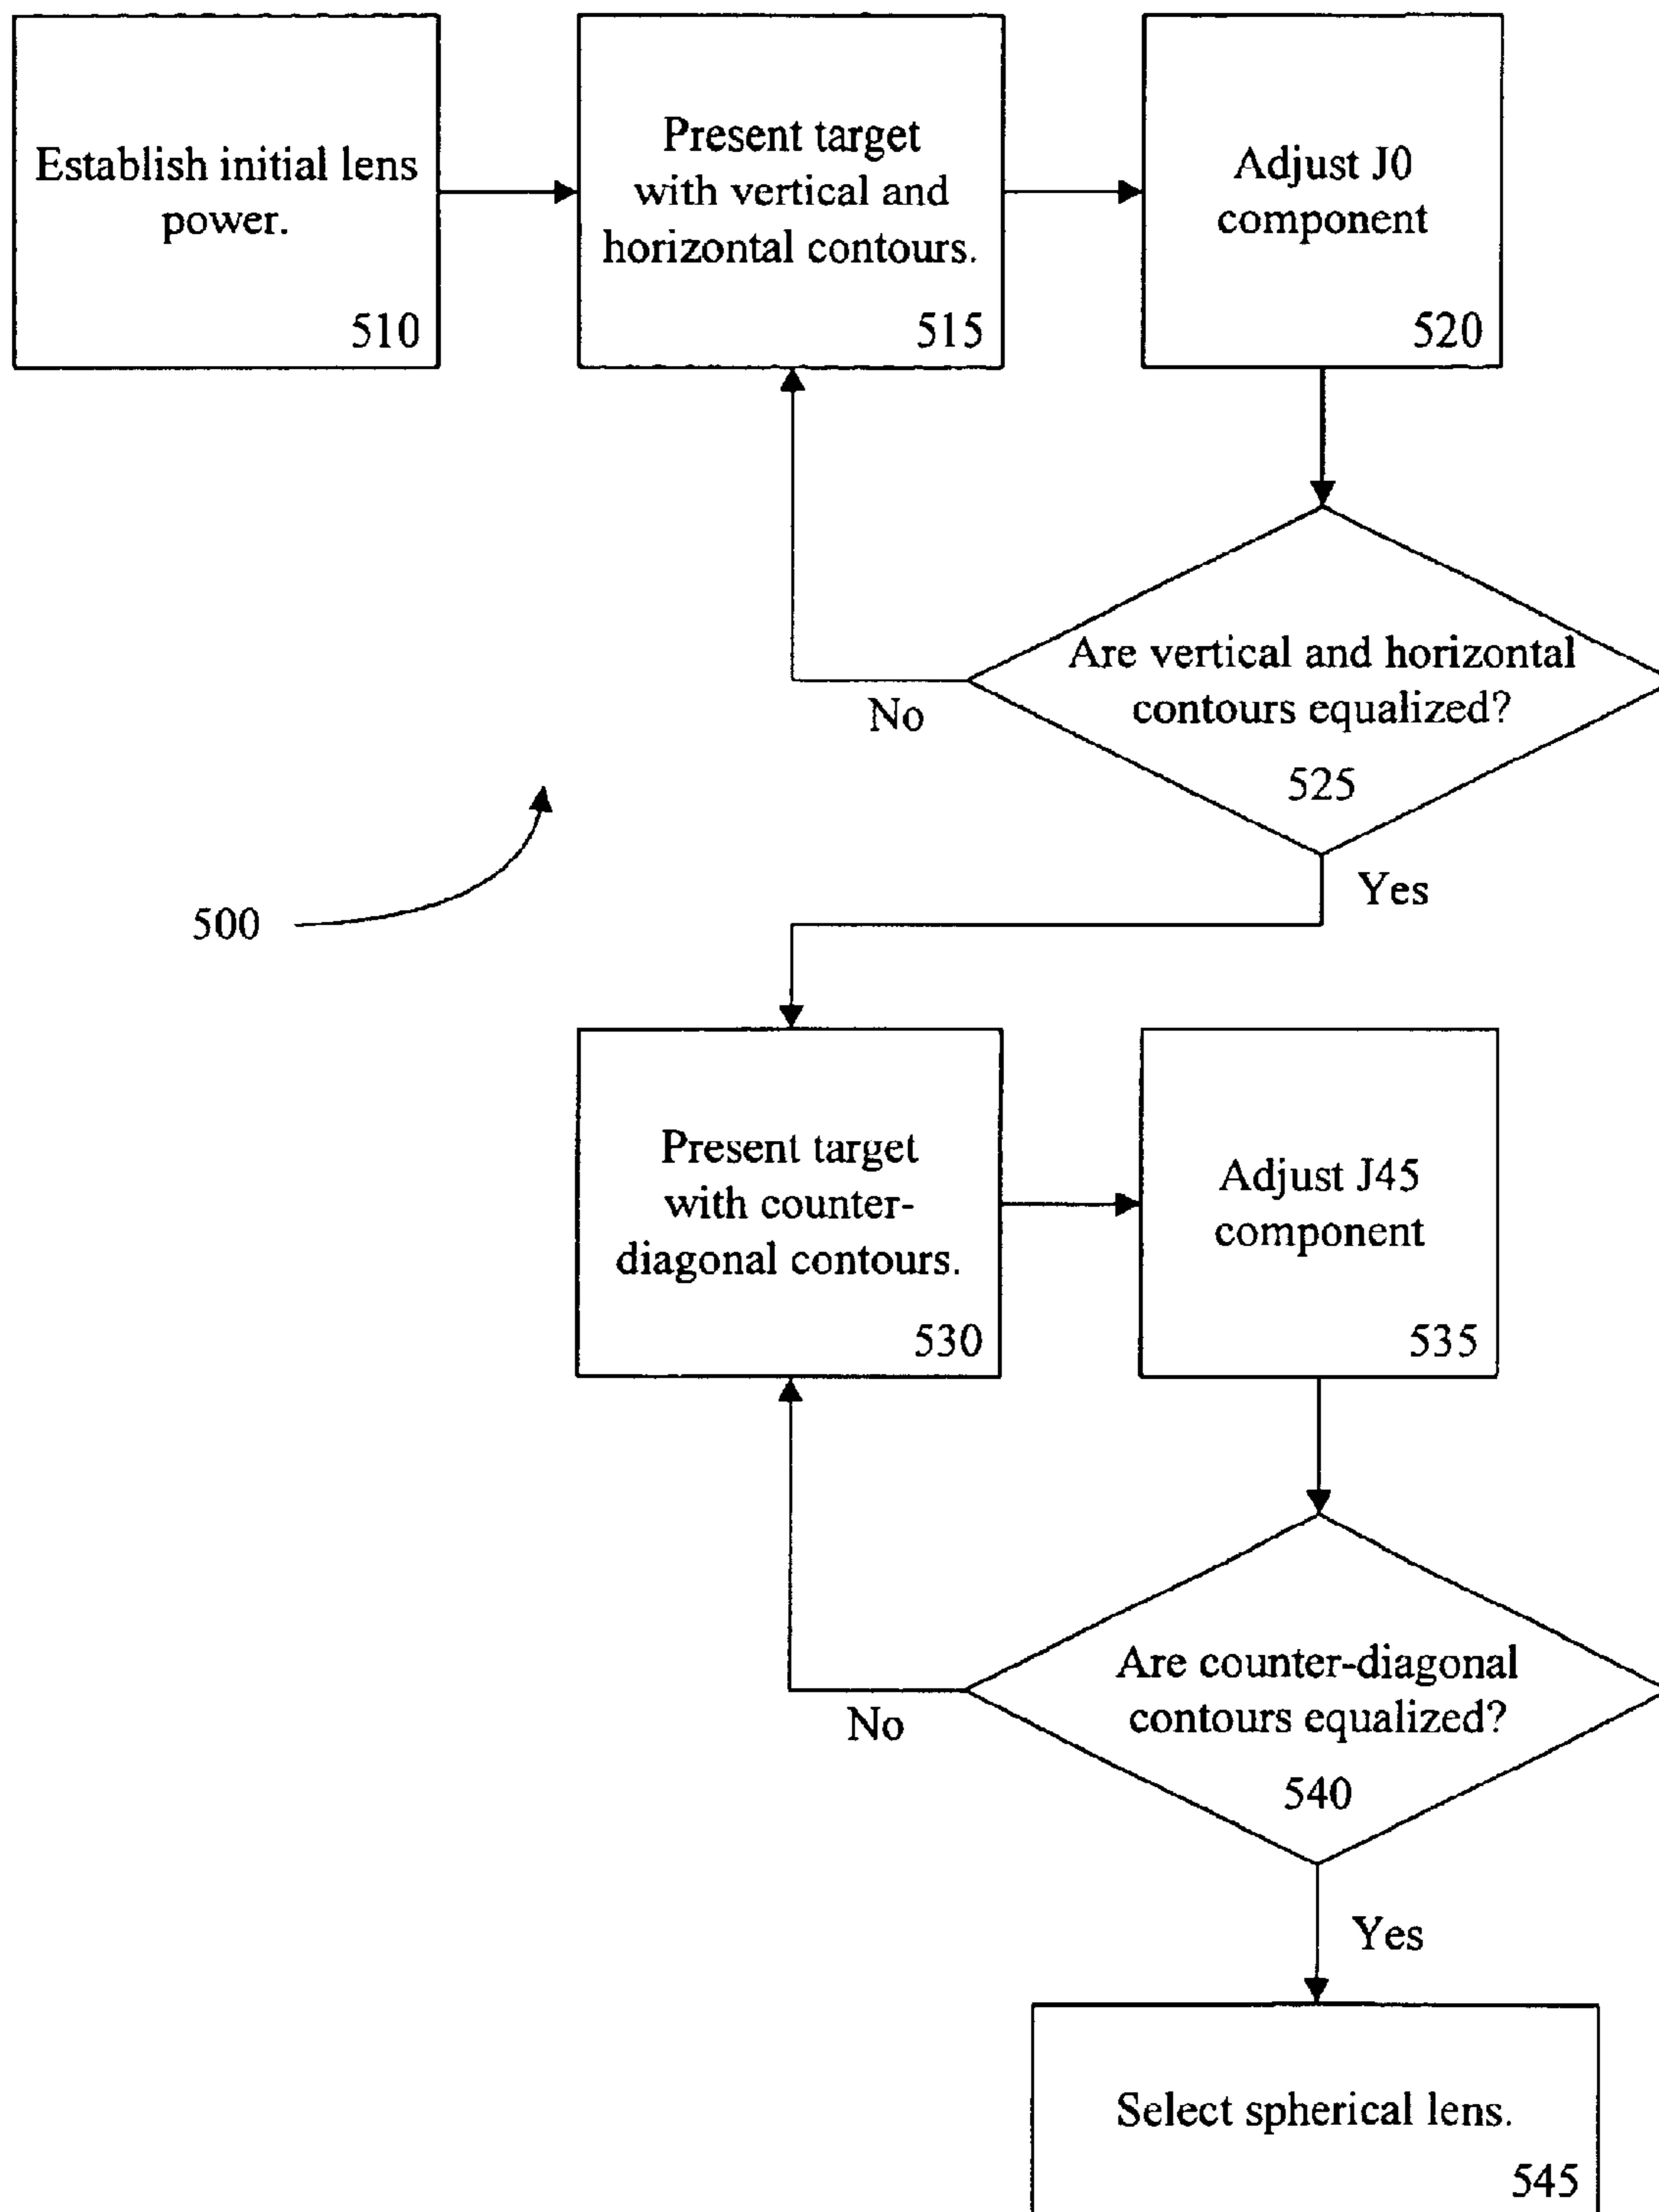 Establish initial lens
power.
510
Present target
with vertical and
horizontal contours.
515
Adjust J0
component
520
Are vertical and horizontal
contours equalized?
525
No
Yes
500
Present target
with counter-
diagonal contours.
530
Adjust J45
component
535
Are counter-diagonal
contours equalized?
540
No
Yes
Select spherical lens.
545